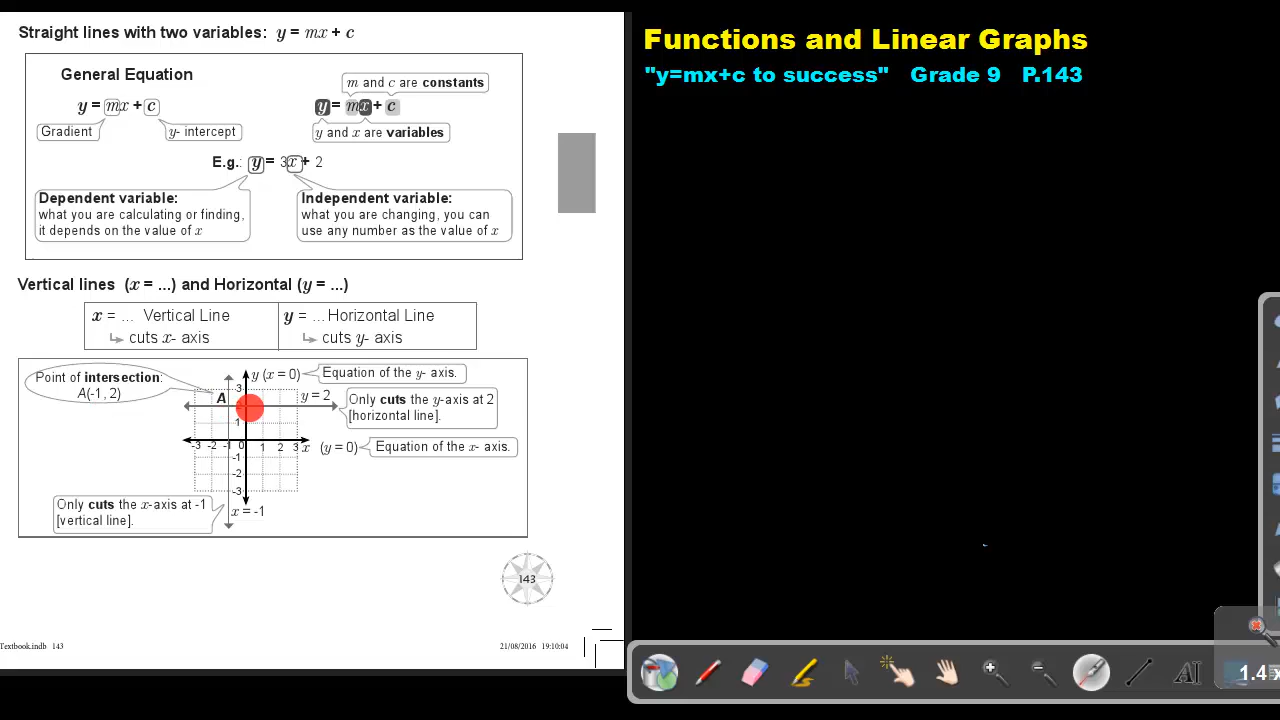 Straight lines with two variables: y = mx + c
General Equation
m and c are constants
y = mx + c
y = mx + c
Gradient
y- intercept
y and x are variables
E.g.: y = 3x + 2
Dependent variable:
what you are calculating or finding,
it depends on the value of x
Independent variable:
what you are changing, you can
use any number as the value of x
Vertical lines (x = ...) and Horizontal (y = ...)
x = ... Vertical Line
cuts x- axis
y = ... Horizontal Line
cuts y- axis
Point of intersection:
A(-1 , 2)
y (x = 0)
Equation of the y- axis.
3
A
y = 2
Only cuts the y-axis at 2
[horizontal line].
1
-3 -2 -1 0 1 2 3 x
(y = 0)
Equation of the x- axis.
-1
-2
-3
Only cuts the x-axis at -1
[vertical line].
x = -1
143
Textbook.indb 143
21/08/2016 19:10:04
Functions and Linear Graphs
"y=mx+c to success" Grade 9 P.143
AI
1.4 x